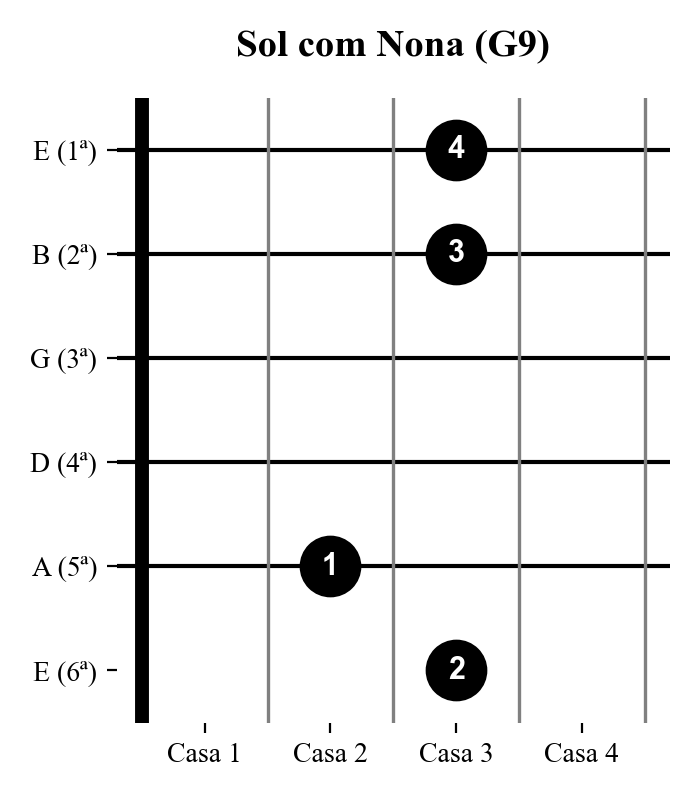 Sol com Nona (G9)
E (1ª)
4
B (2ª)
3
G (3ª)
D (4ª)
A (5ª)
1
E (6ª)
2
Casa 1 Casa 2 Casa 3 Casa 4